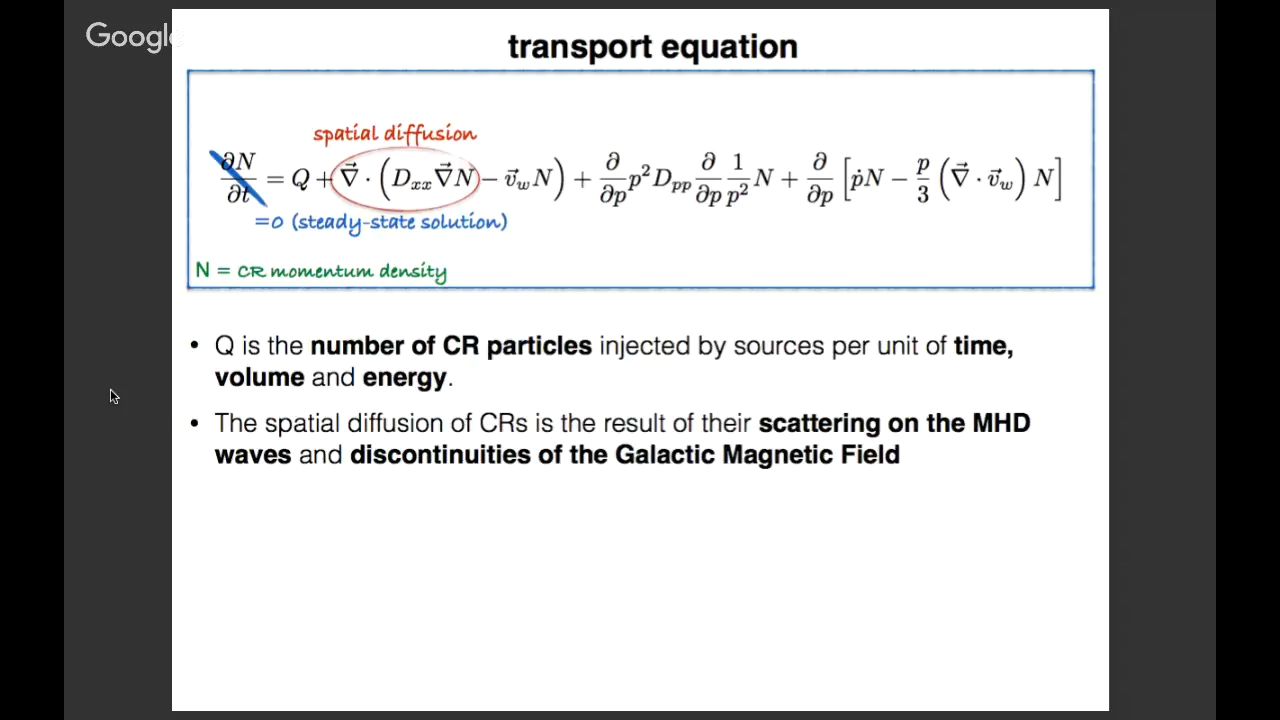 Google
transport equation
spatial diffusion
∂N/∂t = Q + ∇⃗ · (D_xx ∇⃗N − v⃗_w N) + ∂/∂p p² D_pp ∂/∂p 1/p² N + ∂/∂p [ṗN − p/3 (∇⃗ · v⃗_w) N]
=0 (steady-state solution)
N = CR momentum density
• Q is the number of CR particles injected by sources per unit of time,
volume and energy.
• The spatial diffusion of CRs is the result of their scattering on the MHD
waves and discontinuities of the Galactic Magnetic Field